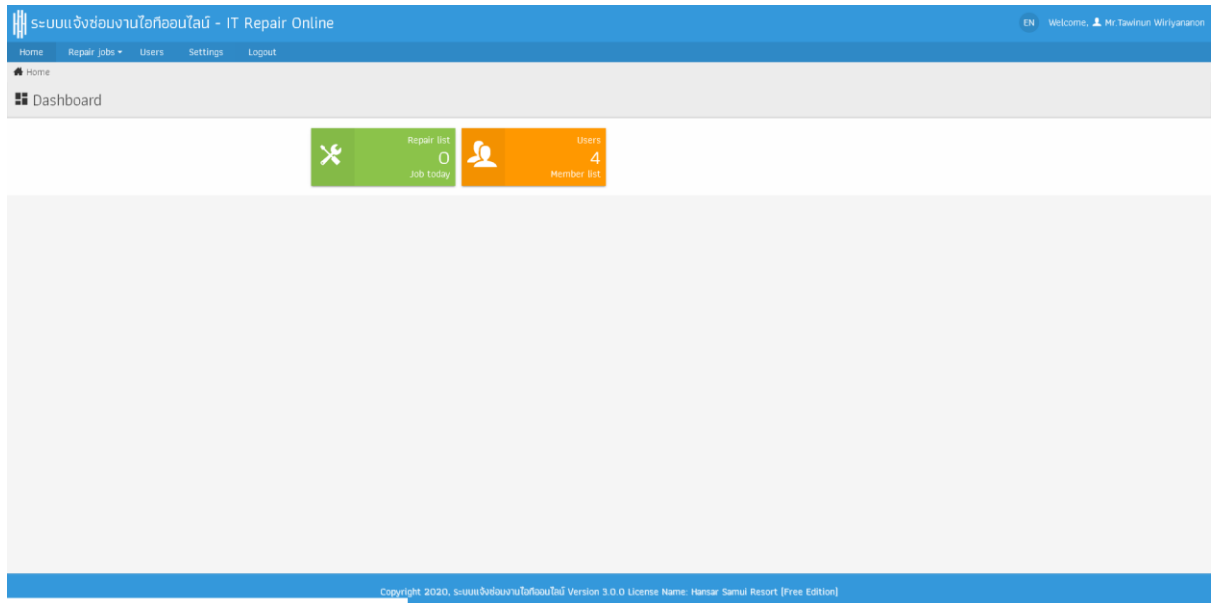 ระบบแจ้งซ่อมงานไอทีออนไลน์ - IT Repair Online
EN Welcome, Mr.Tawinun Wiriyananon
Home Repair jobs Users Settings Logout
Home
Dashboard
Repair list
0
Job today
Users
4
Member list
Copyright 2020, ระบบแจ้งซ่อมงานไอทีออนไลน์ Version 3.0.0 License Name: Hansar Samui Resort [Free Edition]